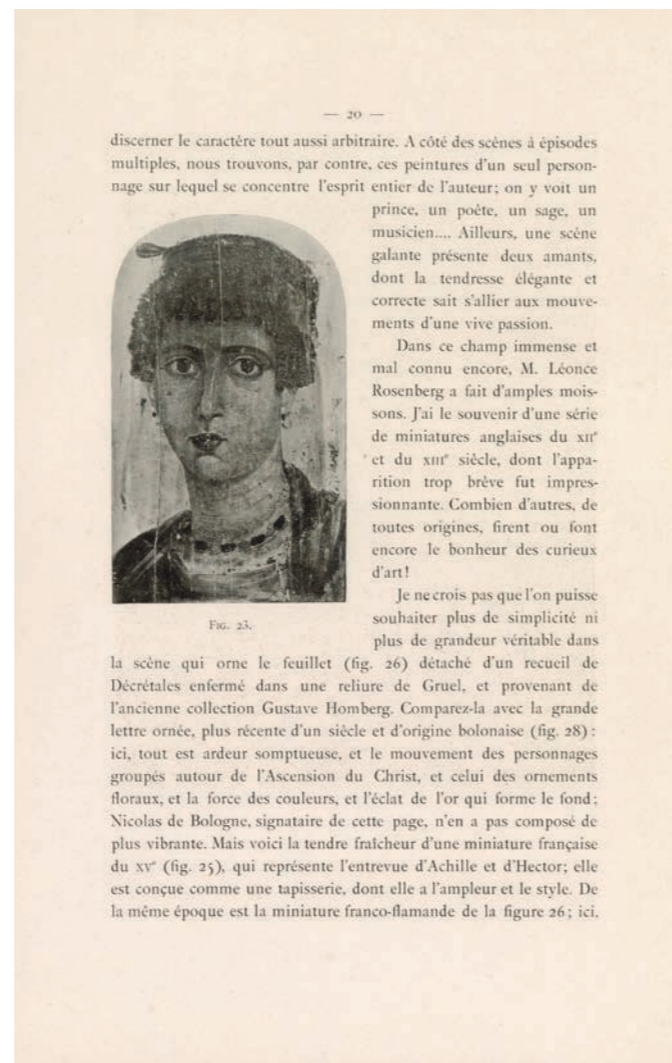 — 20 —
discerner le caractère tout aussi arbitraire. A côté des scènes à épisodes
multiples, nous trouvons, par contre, ces peintures d'un seul person-
nage sur lequel se concentre l'esprit entier de l'auteur; on y voit un
prince, un poète, un sage, un
musicien.... Ailleurs, une scène
galante présente deux amants,
dont la tendresse élégante et
correcte sait s'allier aux mouve-
ments d'une vive passion.
Dans ce champ immense et
mal connu encore, M. Léonce
Rosenberg a fait d'amples mois-
sons. J'ai le souvenir d'une série
de miniatures anglaises du XIIe
et du XIIIe siècle, dont l'appa-
rition trop brève fut impres-
sionnante. Combien d'autres, de
toutes origines, firent ou font
encore le bonheur des curieux
d'art!
Je ne crois pas que l'on puisse
souhaiter plus de simplicité ni
plus de grandeur véritable dans
la scène qui orne le feuillet (fig. 26) détaché d'un recueil de
Décrétales enfermé dans une reliure de Gruel, et provenant de
l'ancienne collection Gustave Homberg. Comparez-la avec la grande
lettre ornée, plus récente d'un siècle et d'origine bolonaise (fig. 28) :
ici, tout est ardeur somptueuse, et le mouvement des personnages
groupés autour de l'Ascension du Christ, et celui des ornements
floraux, et la force des couleurs, et l'éclat de l'or qui forme le fond;
Nicolas de Bologne, signataire de cette page, n'en a pas composé de
plus vibrante. Mais voici la tendre fraîcheur d'une miniature française
du XVe (fig. 25), qui représente l'entrevue d'Achille et d'Hector; elle
est conçue comme une tapisserie, dont elle a l'ampleur et le style. De
la même époque est la miniature franco-flamande de la figure 26; ici,
FIG. 23.